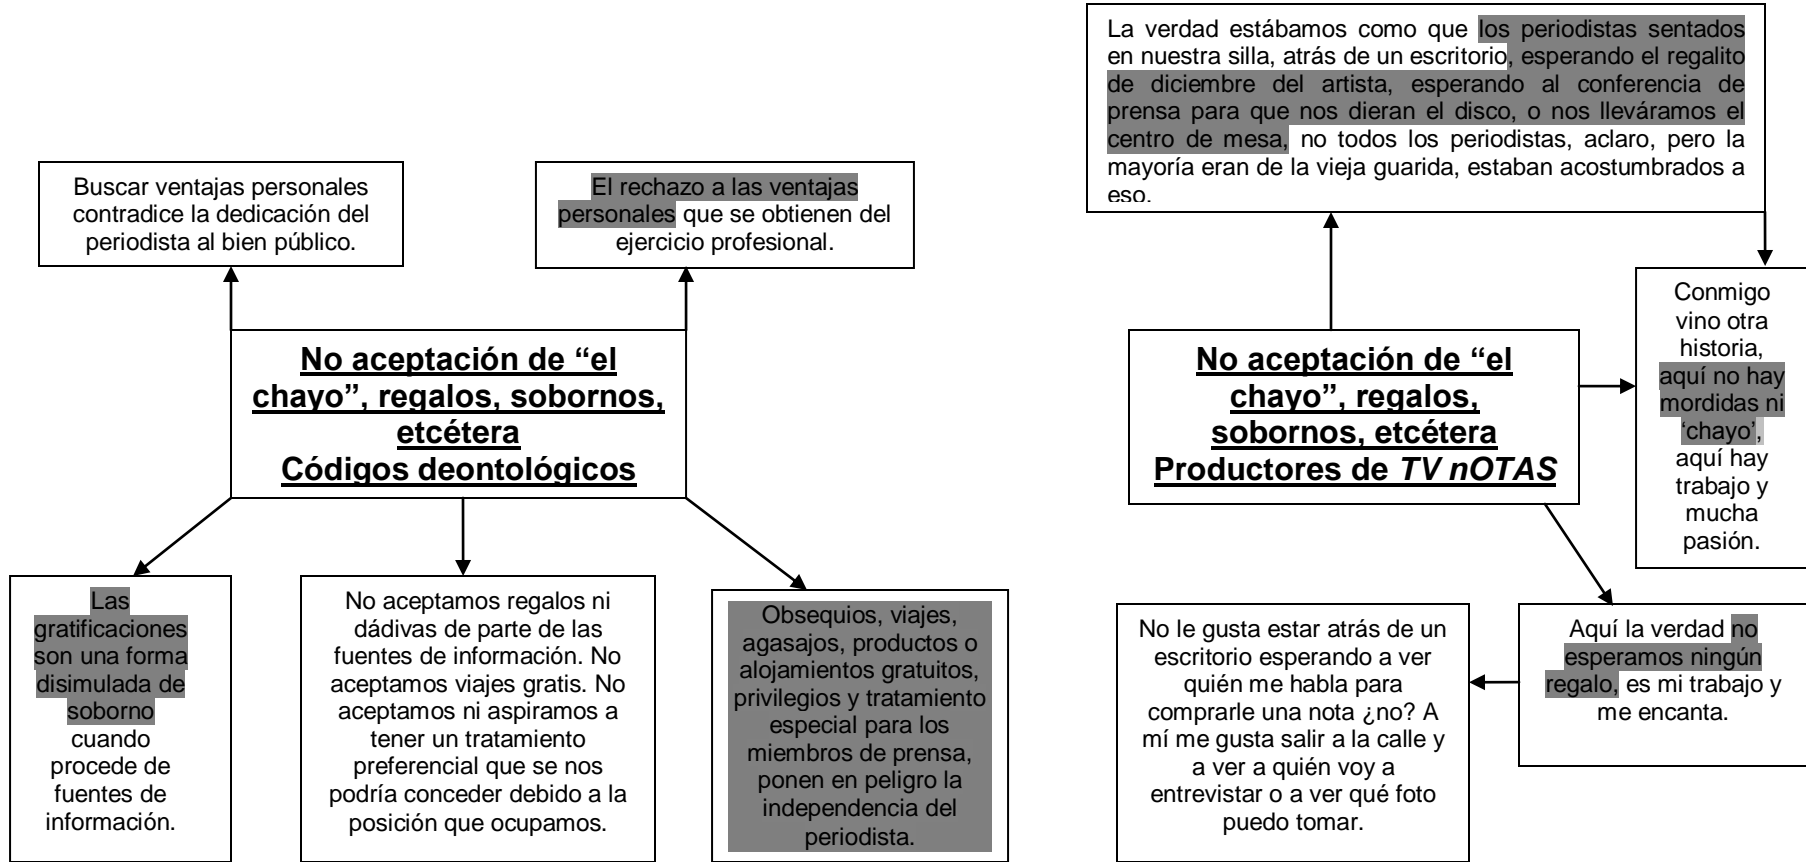 Buscar ventajas personales
contradice la dedicación del
periodista al bien público.
El rechazo a las ventajas
personales que se obtienen del
ejercicio profesional.
No aceptación de “el
chayo”, regalos, sobornos,
etcétera
Códigos deontológicos
Las
gratificaciones
son una forma
disimulada de
soborno
cuando
procede de
fuentes de
información.
No aceptamos regalos ni
dádivas de parte de las
fuentes de información. No
aceptamos viajes gratis. No
aceptamos ni aspiramos a
tener un tratamiento
preferencial que se nos
podría conceder debido a la
posición que ocupamos.
Obsequios, viajes,
agasajos, productos o
alojamientos gratuitos,
privilegios y tratamiento
especial para los
miembros de prensa,
ponen en peligro la
independencia del
periodista.
La verdad estábamos como que los periodistas sentados
en nuestra silla, atrás de un escritorio, esperando el regalito
de diciembre del artista, esperando al conferencia de
prensa para que nos dieran el disco, o nos lleváramos el
centro de mesa, no todos los periodistas, aclaro, pero la
mayoría eran de la vieja guarida, estaban acostumbrados a
eso.
No aceptación de “el
chayo”, regalos,
sobornos, etcétera
Productores de TV nOTAS
Conmigo
vino otra
historia,
aquí no hay
mordidas ni
‘chayo’,
aquí hay
trabajo y
mucha
pasión.
Aquí la verdad no
esperamos ningún
regalo, es mi trabajo y
me encanta.
No le gusta estar atrás de un
escritorio esperando a ver
quién me habla para
comprarle una nota ¿no? A
mí me gusta salir a la calle y
a ver a quién voy a
entrevistar o a ver qué foto
puedo tomar.